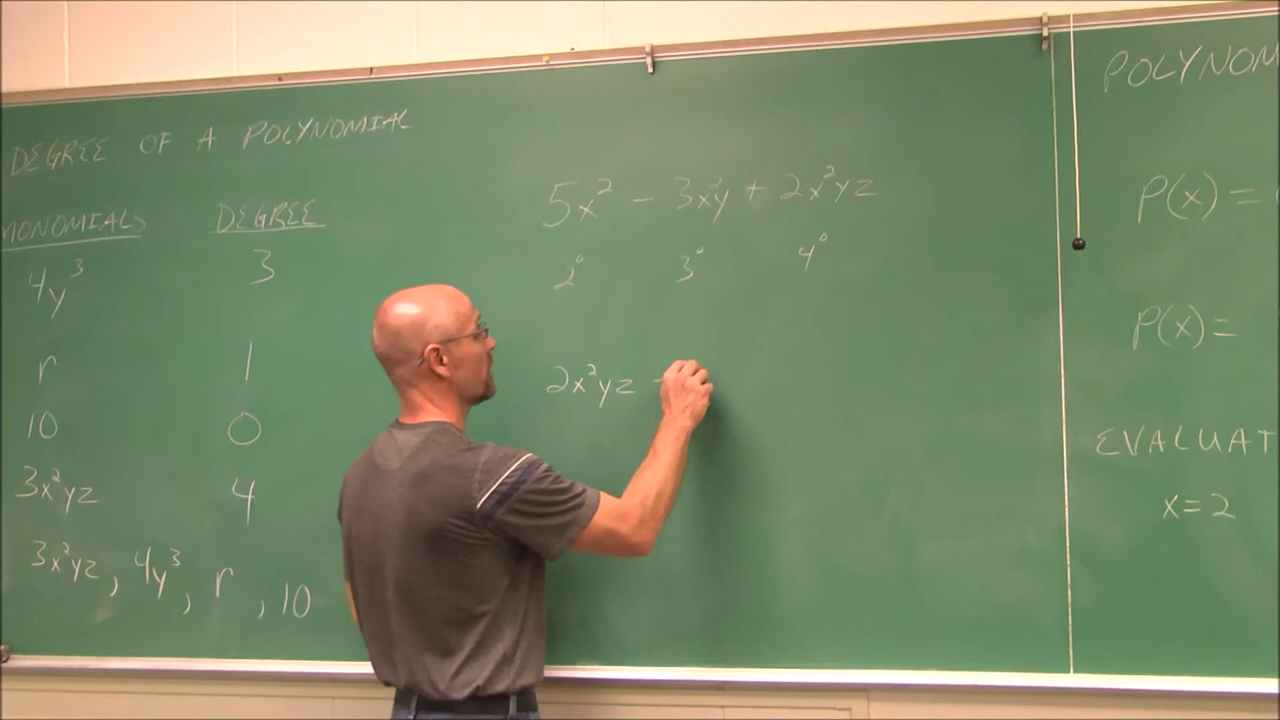 DEGREE OF A POLYNOMIAL
MONOMIALS DEGREE
4y³ 3
r 1
10 0
3x²yz 4
3x²yz, 4y³, r, 10
5x² - 3x²y + 2x²yz
2° 3° 4°
2x²yz -
POLYNOM
P(x) =
P(x) =
EVALUAT
x=2